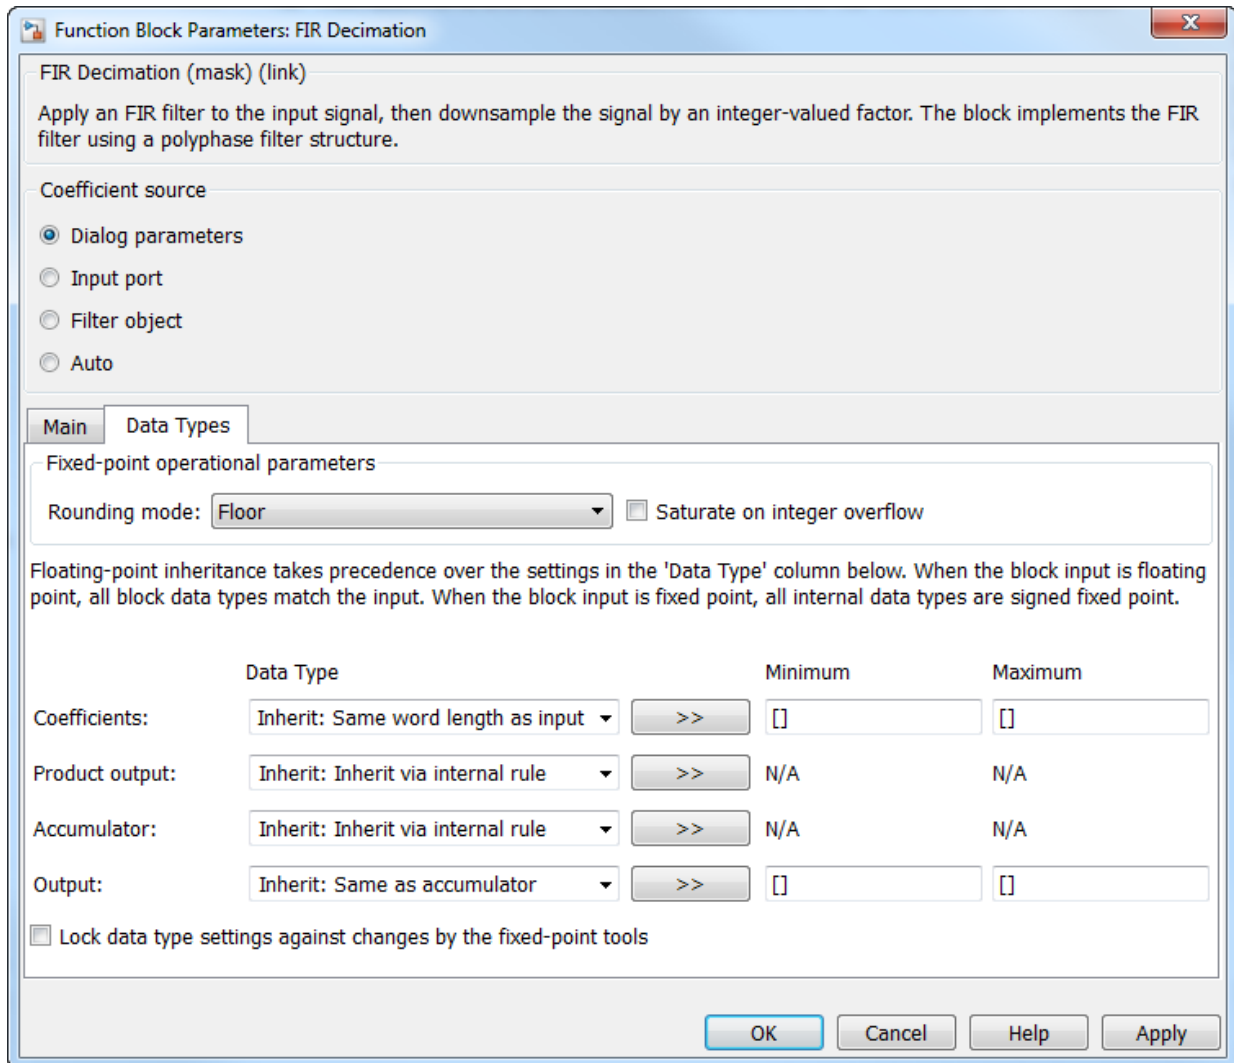 Function Block Parameters: FIR Decimation
FIR Decimation (mask) (link)
Apply an FIR filter to the input signal, then downsample the signal by an integer-valued factor. The block implements the FIR
filter using a polyphase filter structure.
Coefficient source
Dialog parameters
Input port
Filter object
Auto
Main Data Types
Fixed-point operational parameters
Rounding mode: Floor Saturate on integer overflow
Floating-point inheritance takes precedence over the settings in the 'Data Type' column below. When the block input is floating
point, all block data types match the input. When the block input is fixed point, all internal data types are signed fixed point.
Data Type Minimum Maximum
Coefficients: Inherit: Same word length as input >> [] []
Product output: Inherit: Inherit via internal rule >> N/A N/A
Accumulator: Inherit: Inherit via internal rule >> N/A N/A
Output: Inherit: Same as accumulator >> [] []
Lock data type settings against changes by the fixed-point tools
OK Cancel Help Apply